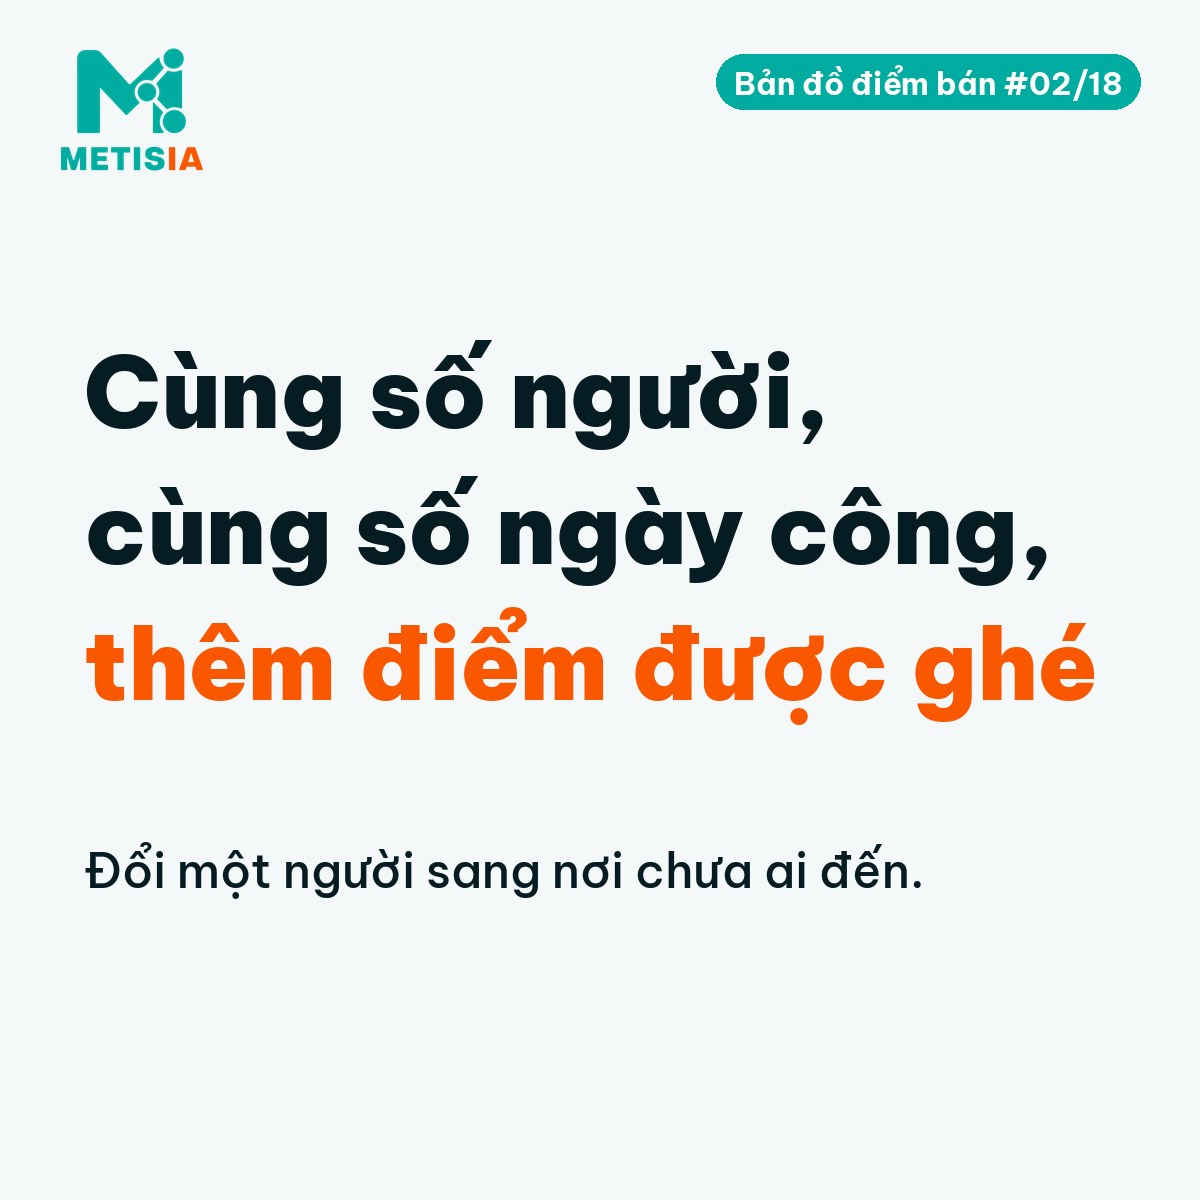 METISIA
Bản đồ điểm bán #02/18
Cùng số người,
cùng số ngày công,
thêm điểm được ghé
Đổi một người sang nơi chưa ai đến.